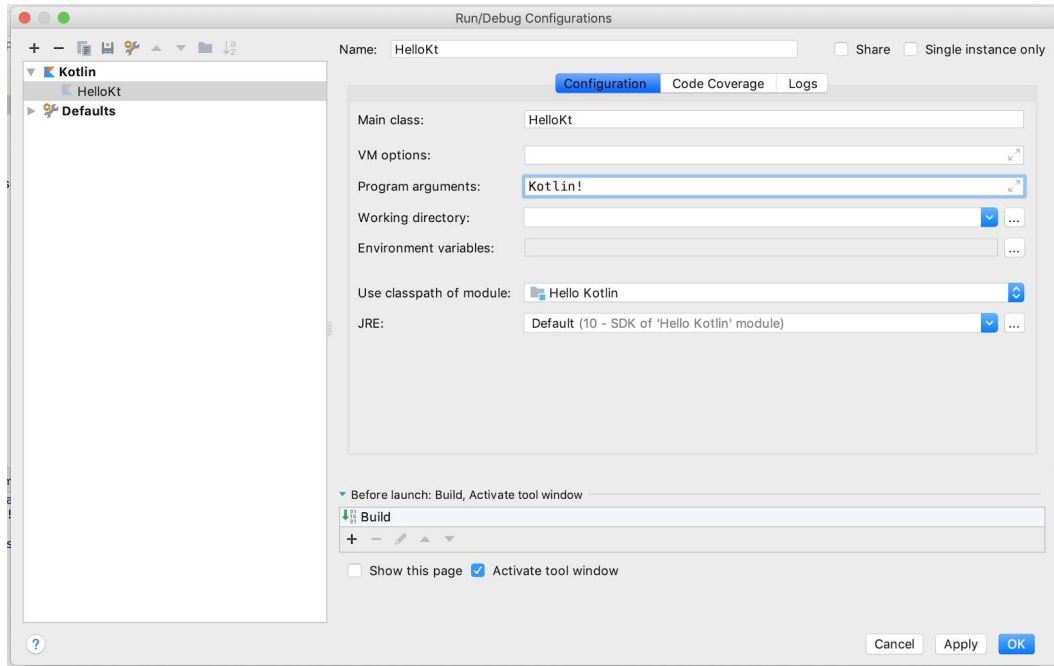 Run/Debug Configurations
Name: HelloKt Share Single instance only
Kotlin
HelloKt
Defaults
Configuration Code Coverage Logs
Main class: HelloKt
VM options:
Program arguments: Kotlin!
Working directory: ...
Environment variables: ...
Use classpath of module: Hello Kotlin
JRE: Default (10 - SDK of 'Hello Kotlin' module) ...
Before launch: Build, Activate tool window
Build
Show this page Activate tool window
? Cancel Apply OK